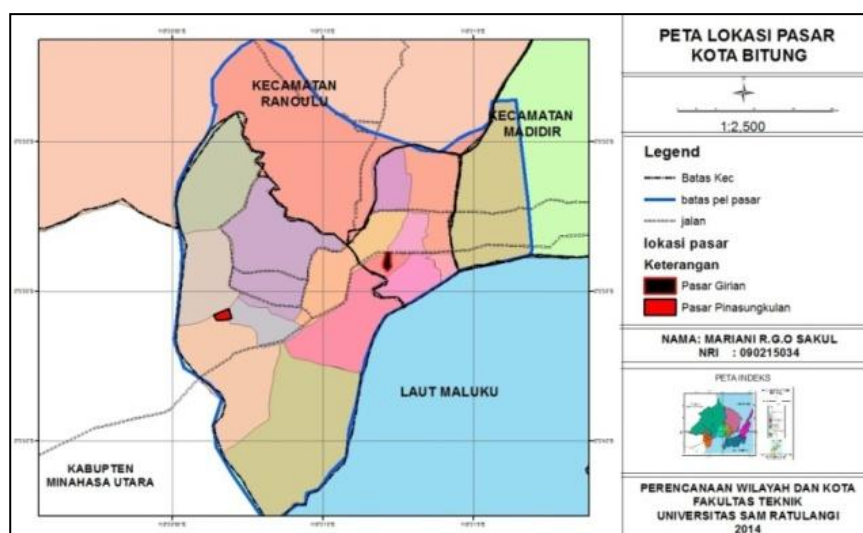 KECAMATAN
RANOULU
KECAMATAN
MADIDIR
LAUT MALUKU
KABUPTEN
MINAHASA UTARA
PETA LOKASI PASAR
KOTA BITUNG
1:2,500
Legend
Batas Kec
batas pel pasar
jalan
lokasi pasar
Keterangan
Pasar Girian
Pasar Pinasungkulan
NAMA: MARIANI R.G.O SAKUL
NRI : 090215034
PETA INDEKS
PERENCANAAN WILAYAH DAN KOTA
FAKULTAS TEKNIK
UNIVERSITAS SAM RATULANGI
2014